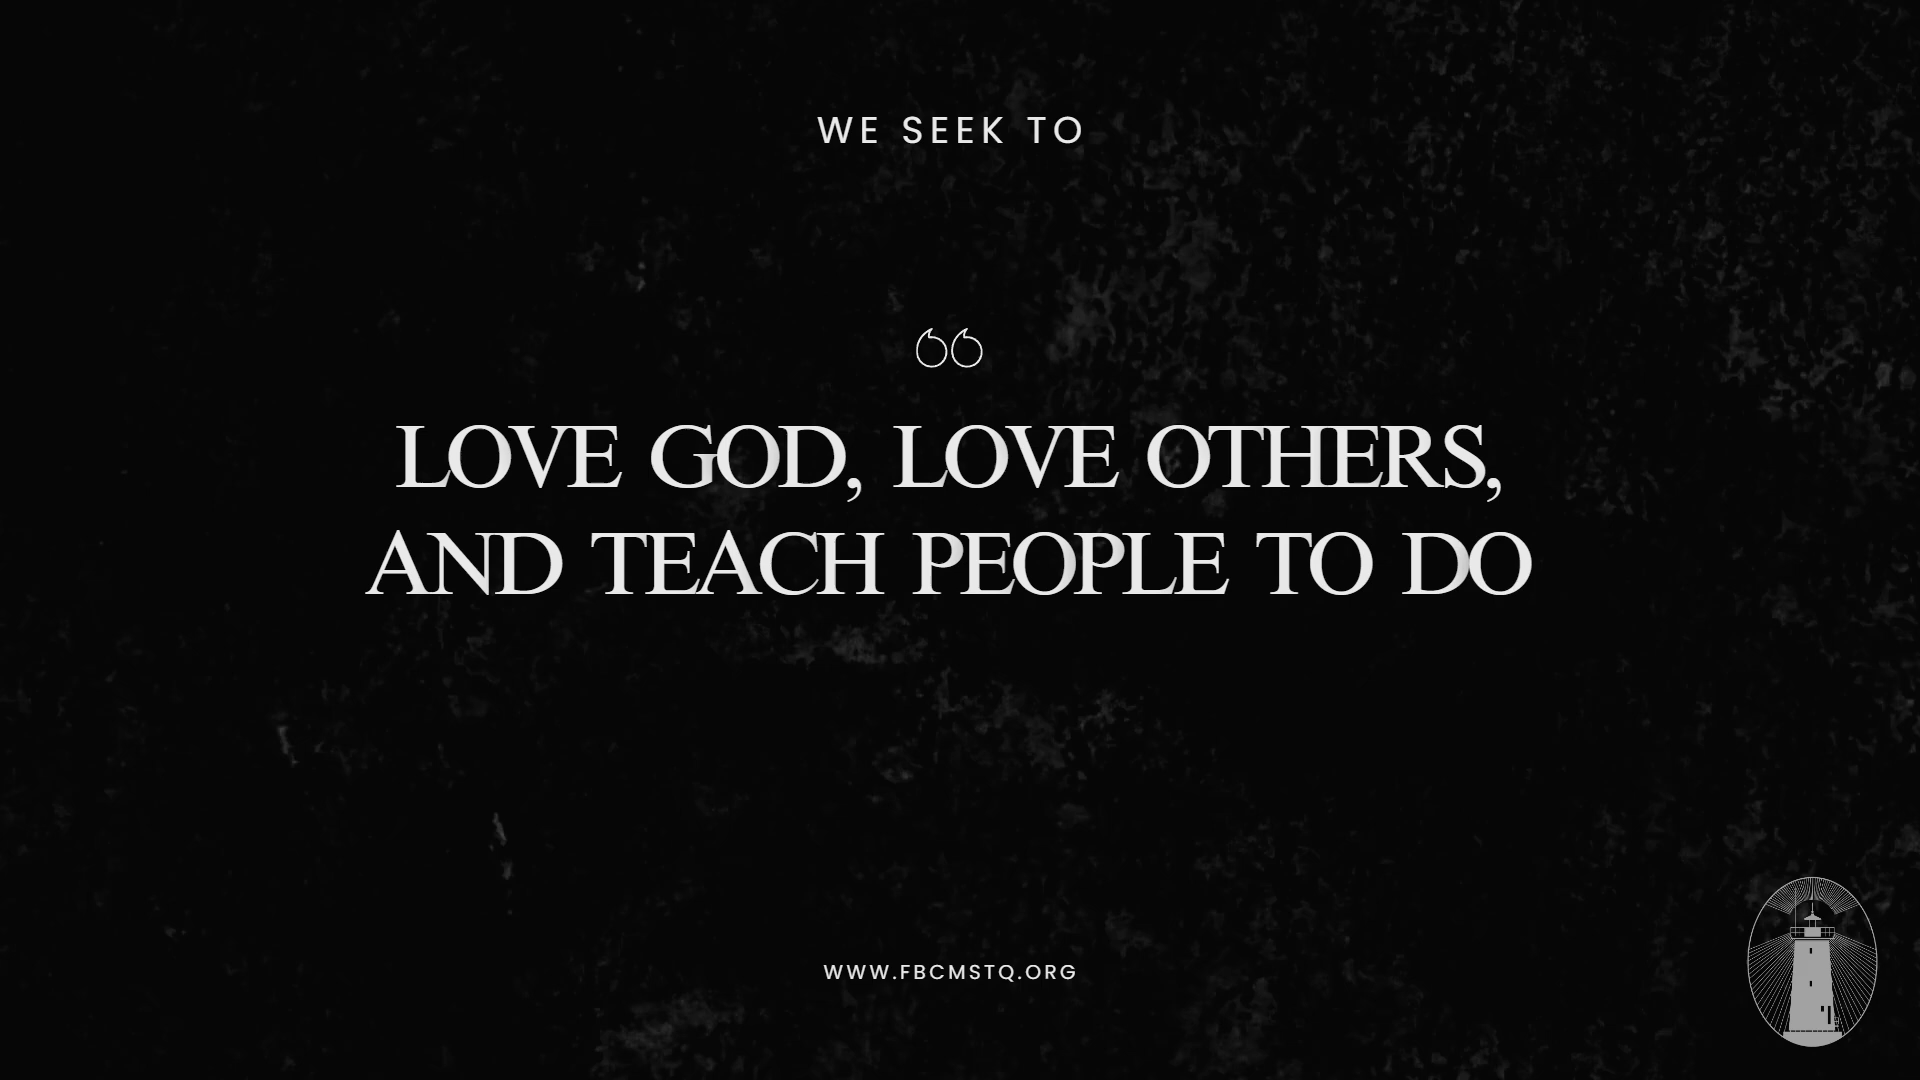 WE SEEK TO
“
LOVE GOD, LOVE OTHERS,
AND TEACH PEOPLE TO DO
WWW.FBCMSTQ.ORG